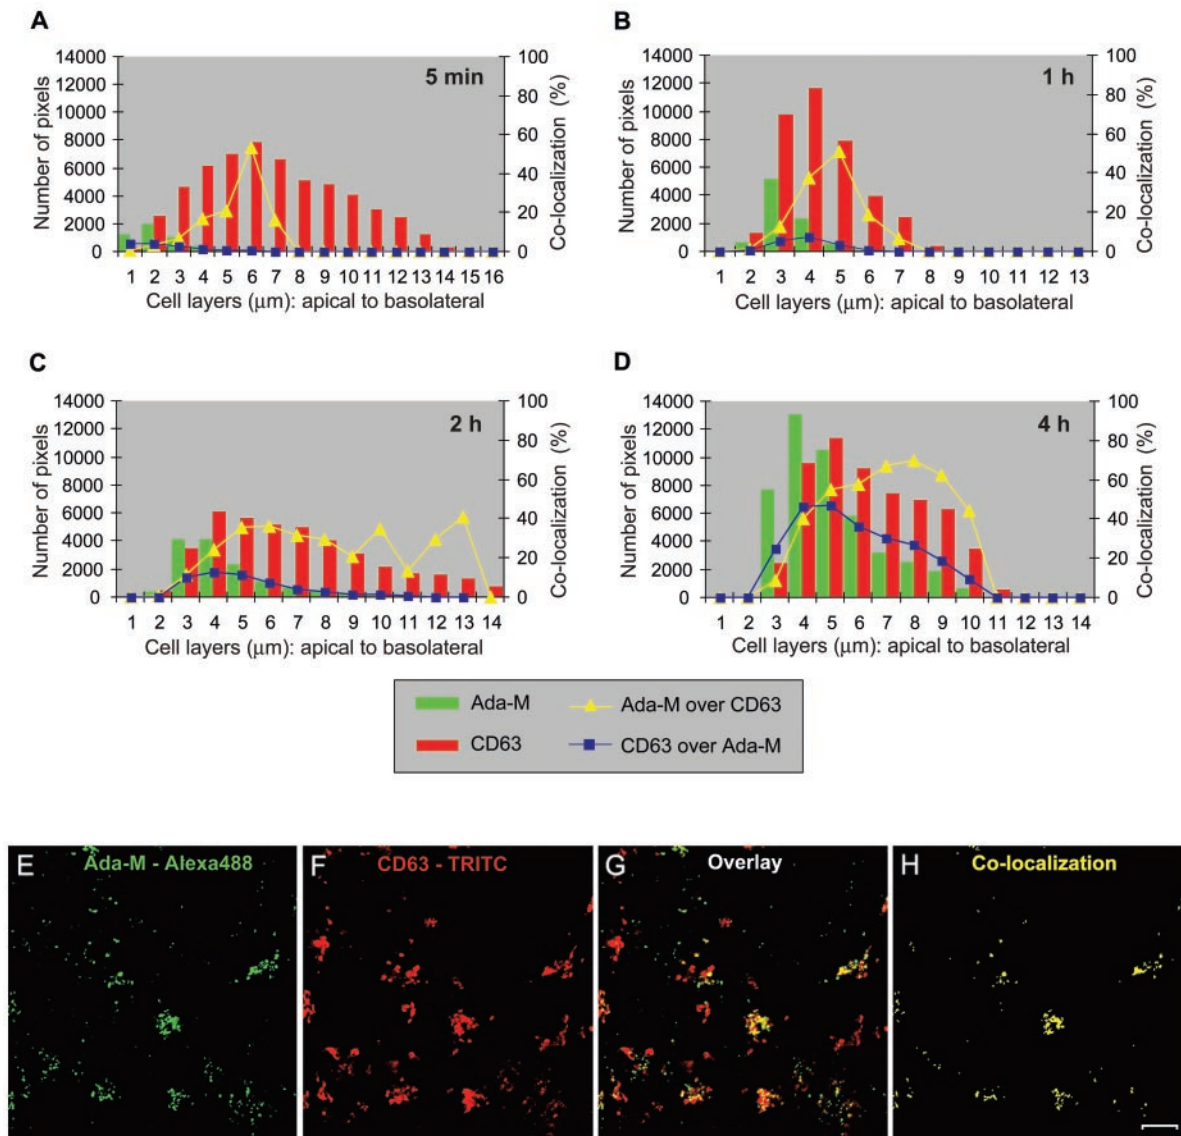 A
5 min
Number of pixels
14000
12000
10000
8000
6000
4000
2000
0
100
80
60
40
20
0
Co-localization (%)
1 2 3 4 5 6 7 8 9 10 11 12 13 14 15 16
Cell layers (µm): apical to basolateral
B
1 h
Number of pixels
14000
12000
10000
8000
6000
4000
2000
0
100
80
60
40
20
0
Co-localization (%)
1 2 3 4 5 6 7 8 9 10 11 12 13
Cell layers (µm): apical to basolateral
C
2 h
Number of pixels
14000
12000
10000
8000
6000
4000
2000
0
100
80
60
40
20
0
Co-localization (%)
1 2 3 4 5 6 7 8 9 10 11 12 13 14
Cell layers (µm): apical to basolateral
D
4 h
Number of pixels
14000
12000
10000
8000
6000
4000
2000
0
100
80
60
40
20
0
Co-localization (%)
1 2 3 4 5 6 7 8 9 10 11 12 13 14
Cell layers (µm): apical to basolateral
Ada-M
Ada-M over CD63
CD63
CD63 over Ada-M
E Ada-M - Alexa488
F CD63 - TRITC
G Overlay
H Co-localization